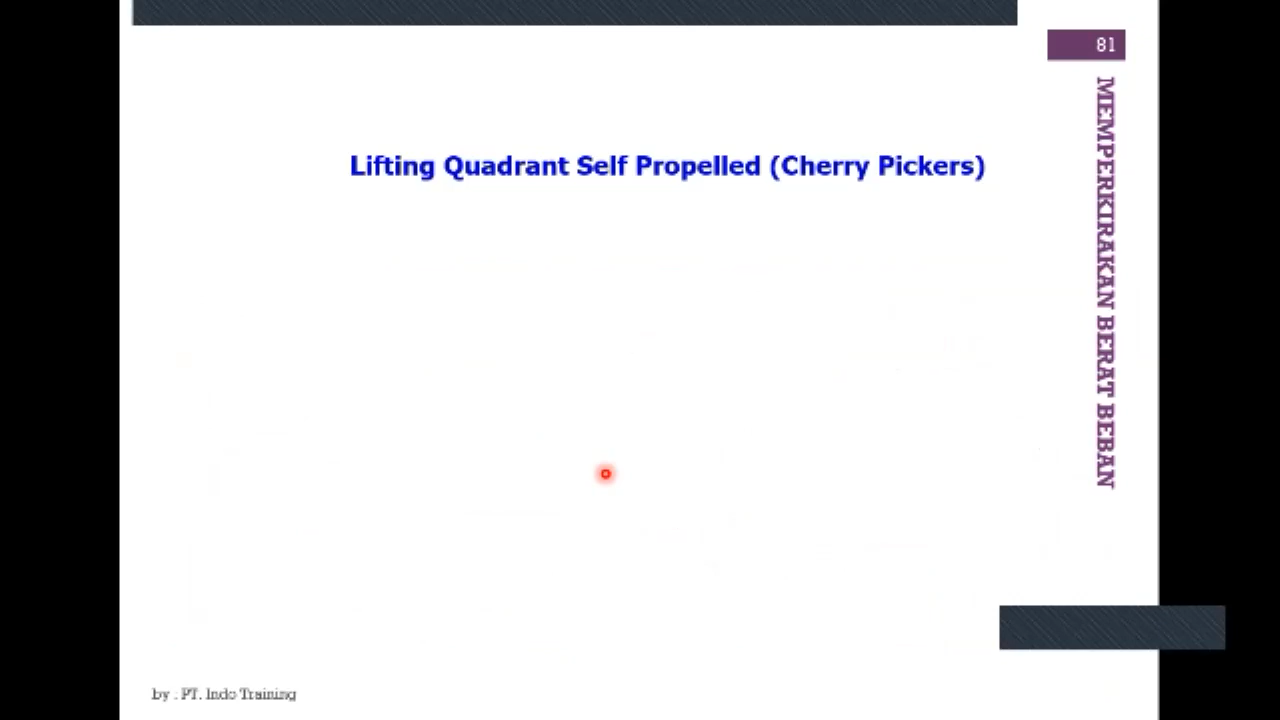 81
Lifting Quadrant Self Propelled (Cherry Pickers)
MEMPERKIRAKAN BERAT BEBAN
by . PT. Indo Training